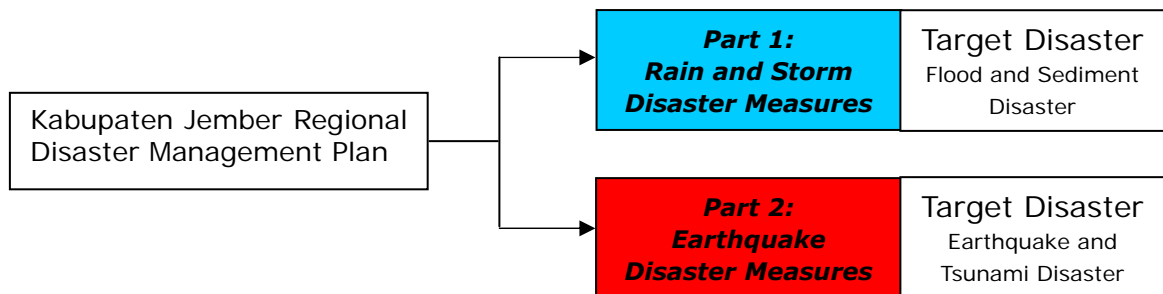 Kabupaten Jember Regional
Disaster Management Plan
Part 1:
Rain and Storm
Disaster Measures
Target Disaster
Flood and Sediment
Disaster
Part 2:
Earthquake
Disaster Measures
Target Disaster
Earthquake and
Tsunami Disaster